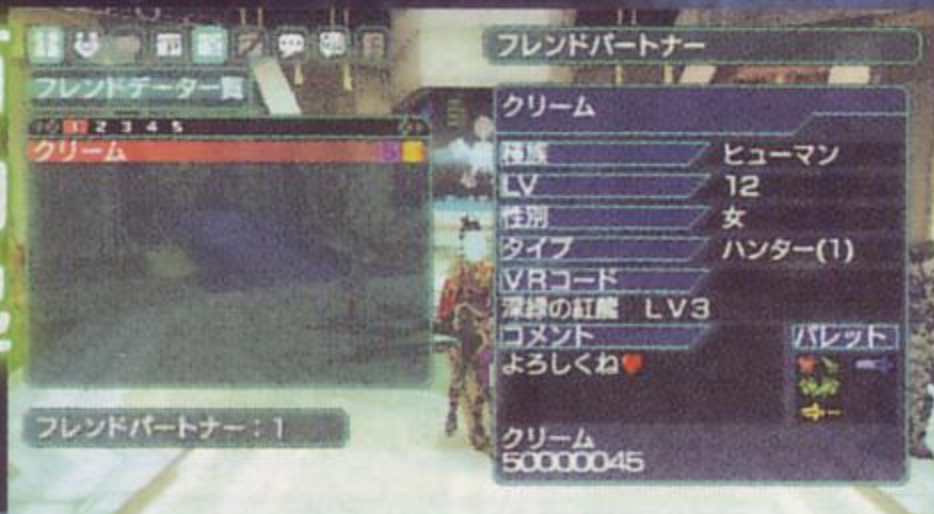 フレンドデータ一覧
1 2 3 4 5
クリーム
フレンドパートナー：1
フレンドパートナー
クリーム
種族 ヒューマン
LV 12
性別 女
タイプ ハンター(1)
VRコード
深緑の紅龍 LV3
コメント パレット
よろしくね♥
クリーム
50000045